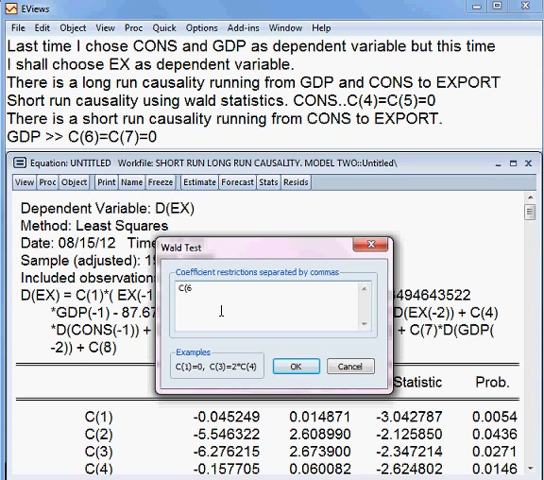 EViews
File Edit Object View Proc Quick Options Add-ins Window Help
Last time I chose CONS and GDP as dependent variable but this time
I shall choose EX as dependent variable.
There is a long run causality running from GDP and CONS to EXPORT
Short run causality using wald statistics. CONS..C(4)=C(5)=0
There is a short run causality running from CONS to EXPORT.
GDP >> C(6)=C(7)=0
Equation: UNTITLED Workfile: SHORT RUN LONG RUN CAUSALITY. MODEL TWO::Untitled\
View Proc Object Print Name Freeze Estimate Forecast Stats Resids
Dependent Variable: D(EX)
Method: Least Squares
Date: 08/15/12 Time
Sample (adjusted): 19
Included observation
D(EX) = C(1)*( EX(-1 6494643522
*GDP(-1) - 87.67 D(EX(-2)) + C(4)
*D(CONS(-1)) + + C(7)*D(GDP(
-2)) + C(8)
Wald Test
Coefficient restrictions separated by commas
C(6
Examples
C(1)=0, C(3)=2*C(4)
OK Cancel
Statistic Prob.
C(1) -0.045249 0.014871 -3.042787 0.0054
C(2) -5.546322 2.608990 -2.125850 0.0436
C(3) -6.276215 2.673900 -2.347214 0.0271
C(4) -0.157705 0.060082 -2.624802 0.0146